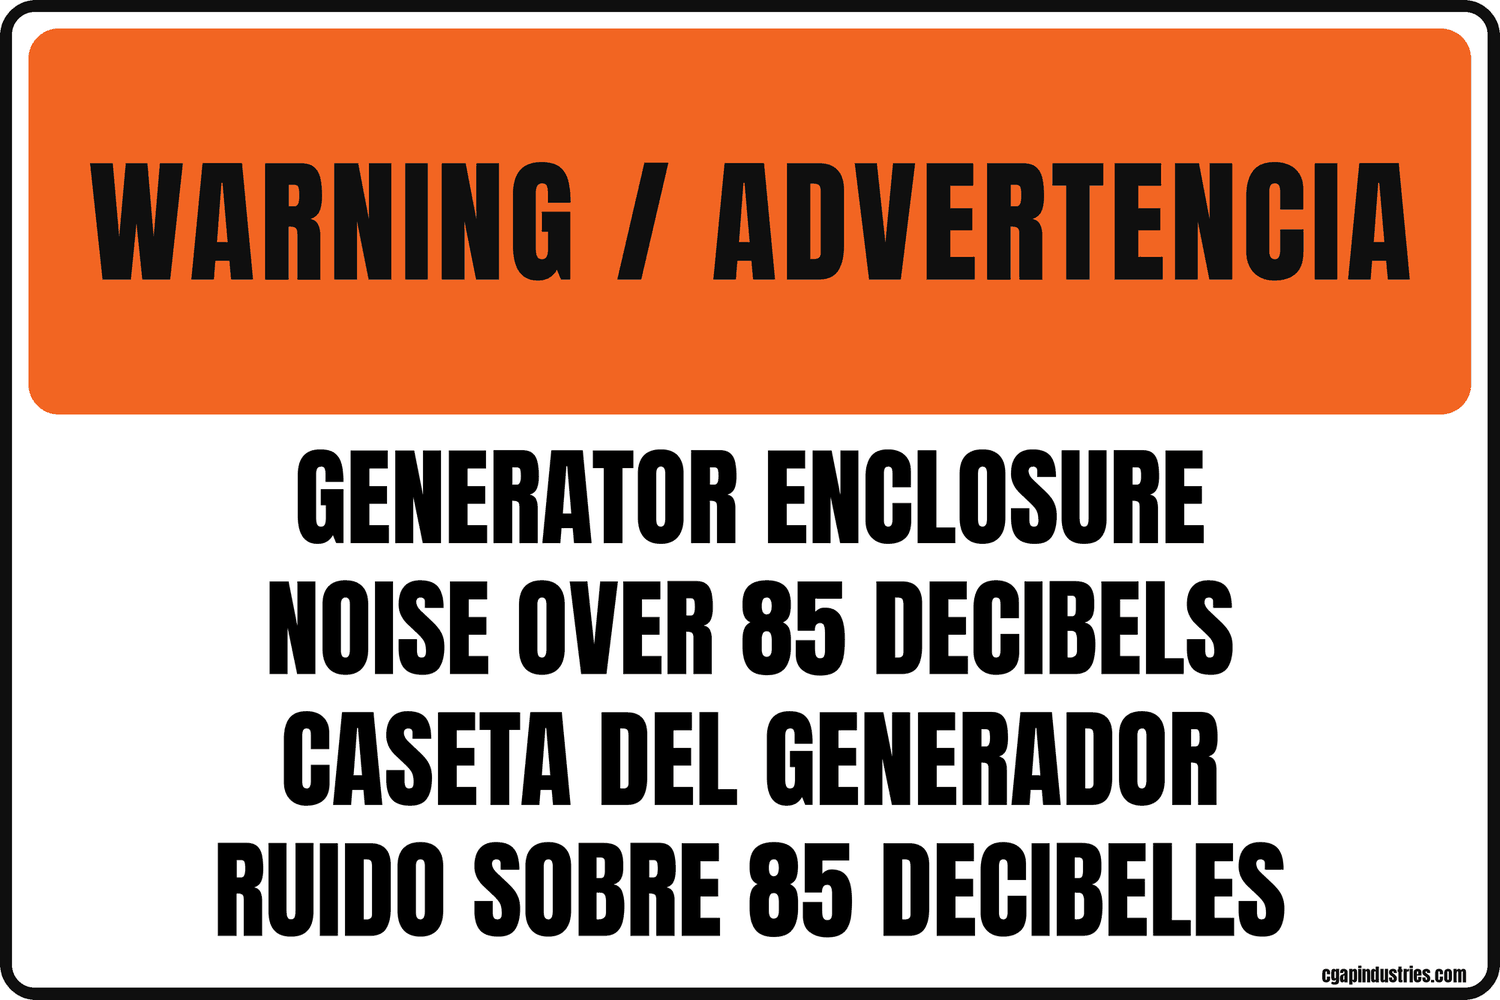 WARNING / ADVERTENCIA
GENERATOR ENCLOSURE
NOISE OVER 85 DECIBELS
CASETA DEL GENERADOR
RUIDO SOBRE 85 DECIBELES
cgapindustries.com